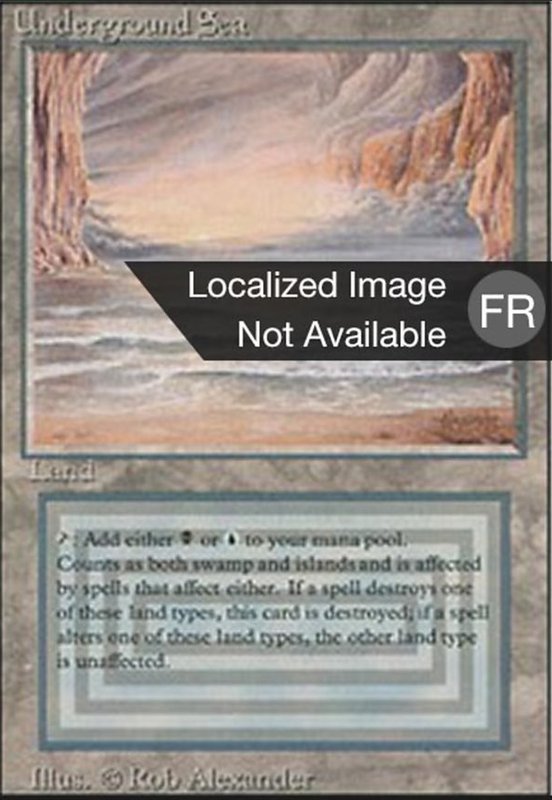 Underground Sea
Localized Image
Not Available
FR
Land
: Add either or to your mana pool.
Counts as both swamp and islands and is affected
by spells that affect either. If a spell destroys one
of these land types, this card is destroyed; if a spell
alters one of these land types, the other land type
is unaffected.
Illus. © Rob Alexander